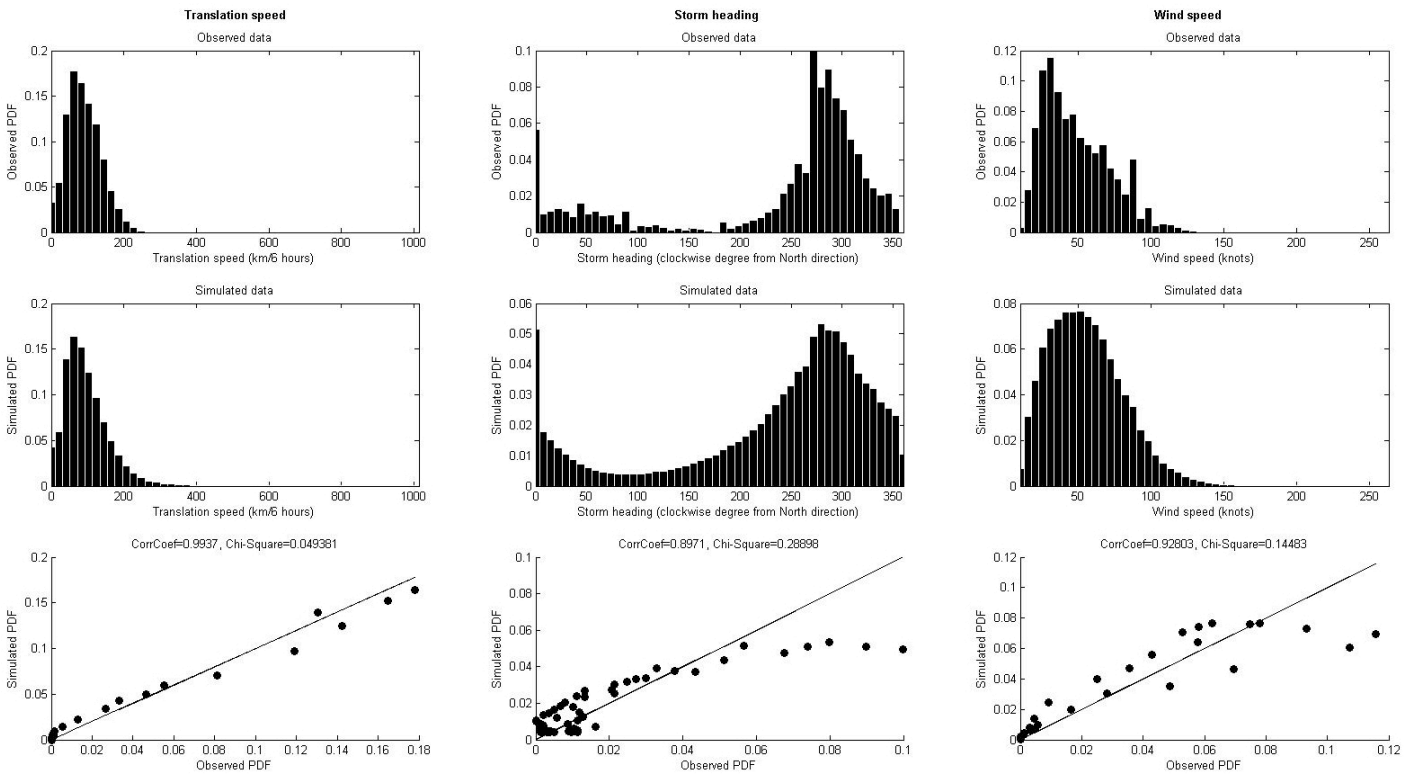 Translation speed
Observed data
0.2
0.15
0.1
0.05
0
Observed PDF
0 200 400 600 800 1000
Translation speed (km/6 hours)
Storm heading
Observed data
0.1
0.08
0.06
0.04
0.02
0
Observed PDF
0 50 100 150 200 250 300 350
Storm heading (clockwise degree from North direction)
Wind speed
Observed data
0.12
0.1
0.08
0.06
0.04
0.02
0
Observed PDF
50 100 150 200 250
Wind speed (knots)
Simulated data
0.2
0.15
0.1
0.05
0
Simulated PDF
0 200 400 600 800 1000
Translation speed (km/6 hours)
Simulated data
0.06
0.05
0.04
0.03
0.02
0.01
0
Simulated PDF
0 50 100 150 200 250 300 350
Storm heading (clockwise degree from North direction)
Simulated data
0.08
0.06
0.04
0.02
0
Simulated PDF
50 100 150 200 250
Wind speed (knots)
CorrCoef=0.9937, Chi-Square=0.049381
0.2
0.15
0.1
0.05
0
Simulated PDF
0 0.02 0.04 0.06 0.08 0.1 0.12 0.14 0.16 0.18
Observed PDF
CorrCoef=0.8971, Chi-Square=0.28898
0.1
0.08
0.06
0.04
0.02
0
Simulated PDF
0 0.02 0.04 0.06 0.08 0.1
Observed PDF
CorrCoef=0.92803, Chi-Square=0.14483
0.12
0.1
0.08
0.06
0.04
0.02
0
Simulated PDF
0 0.02 0.04 0.06 0.08 0.1 0.12
Observed PDF